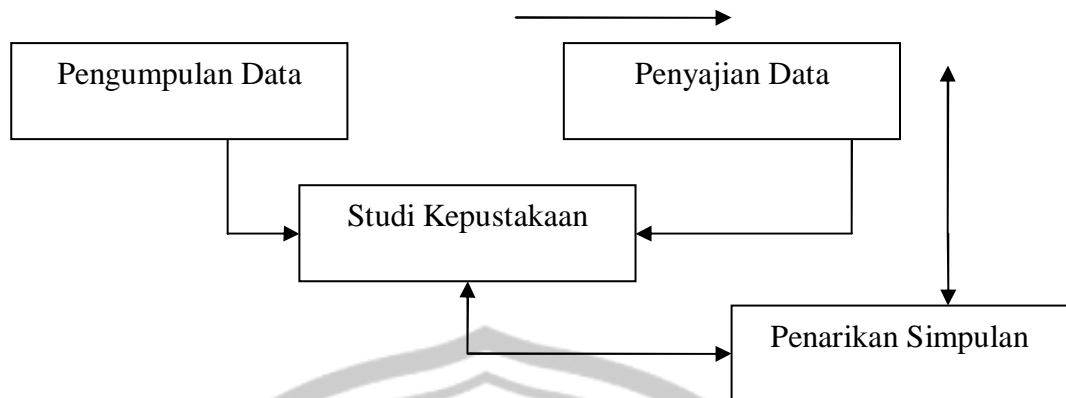 Pengumpulan Data
Penyajian Data
Studi Kepustakaan
Penarikan Simpulan